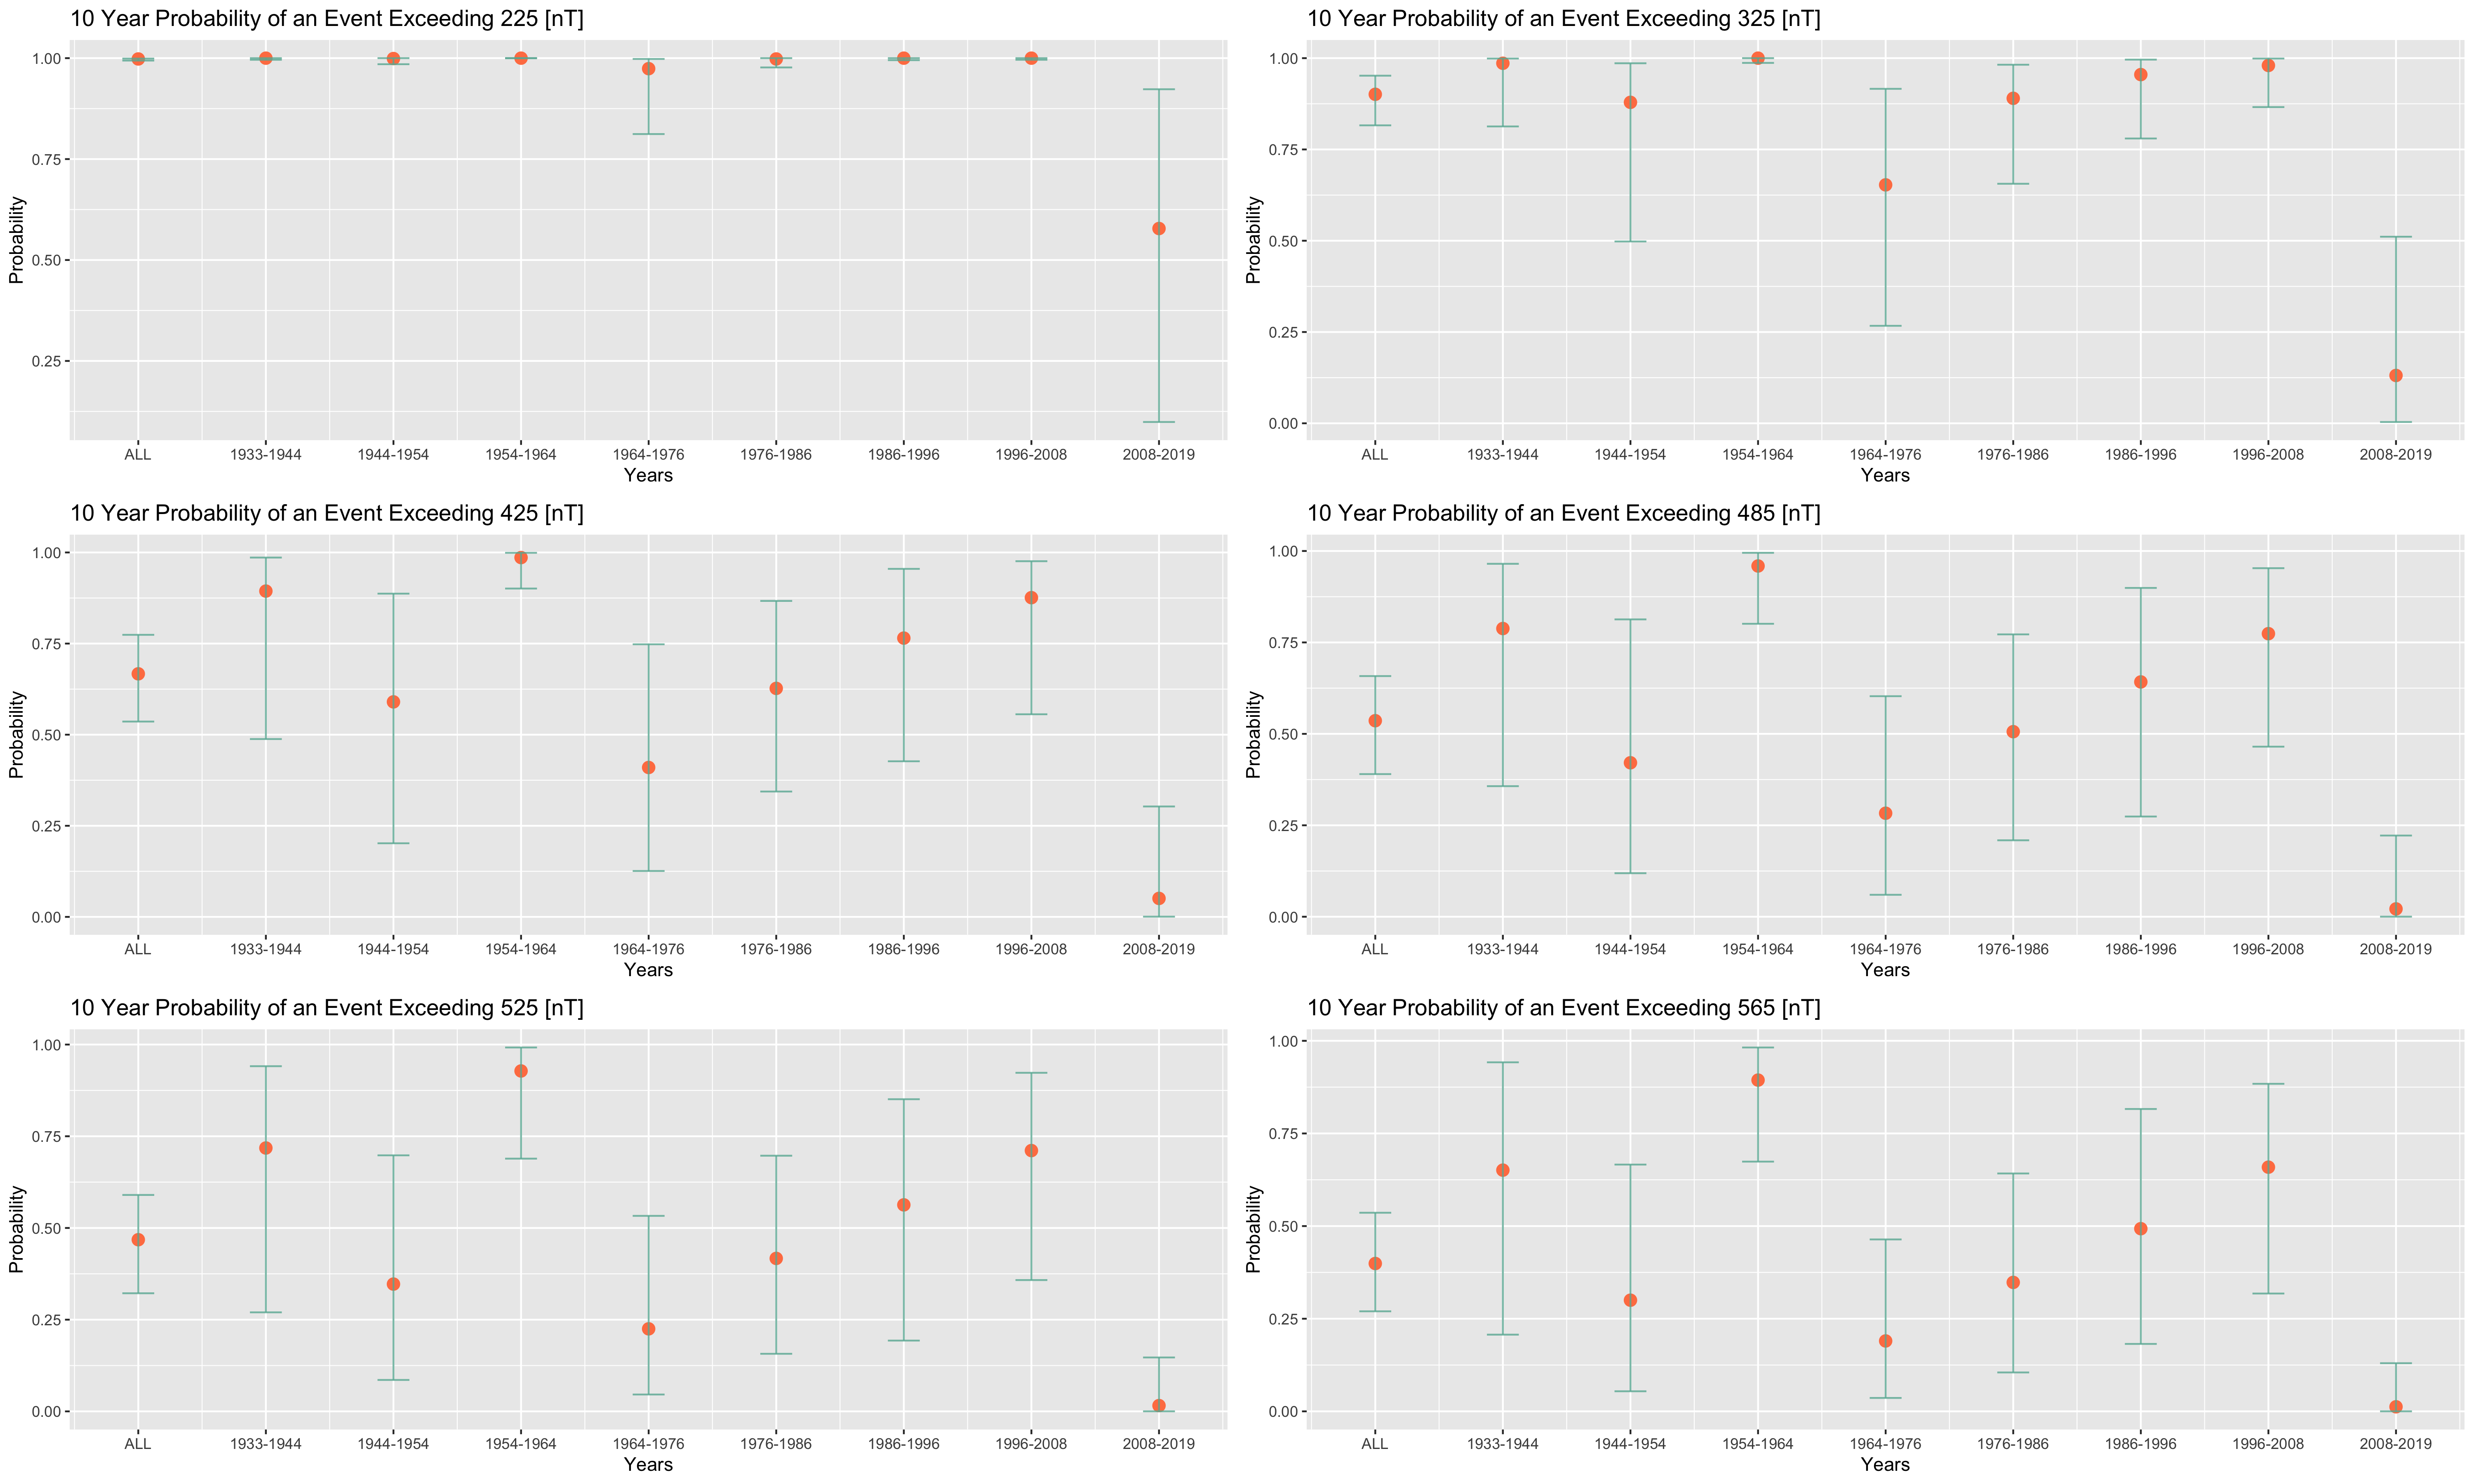 10 Year Probability of an Event Exceeding 225 [nT]
Probability
1.00
0.75
0.50
0.25
ALL 1933-1944 1944-1954 1954-1964 1964-1976 1976-1986 1986-1996 1996-2008 2008-2019
Years
10 Year Probability of an Event Exceeding 325 [nT]
Probability
1.00
0.75
0.50
0.25
0.00
ALL 1933-1944 1944-1954 1954-1964 1964-1976 1976-1986 1986-1996 1996-2008 2008-2019
Years
10 Year Probability of an Event Exceeding 425 [nT]
Probability
1.00
0.75
0.50
0.25
0.00
ALL 1933-1944 1944-1954 1954-1964 1964-1976 1976-1986 1986-1996 1996-2008 2008-2019
Years
10 Year Probability of an Event Exceeding 485 [nT]
Probability
1.00
0.75
0.50
0.25
0.00
ALL 1933-1944 1944-1954 1954-1964 1964-1976 1976-1986 1986-1996 1996-2008 2008-2019
Years
10 Year Probability of an Event Exceeding 525 [nT]
Probability
1.00
0.75
0.50
0.25
0.00
ALL 1933-1944 1944-1954 1954-1964 1964-1976 1976-1986 1986-1996 1996-2008 2008-2019
Years
10 Year Probability of an Event Exceeding 565 [nT]
Probability
1.00
0.75
0.50
0.25
0.00
ALL 1933-1944 1944-1954 1954-1964 1964-1976 1976-1986 1986-1996 1996-2008 2008-2019
Years